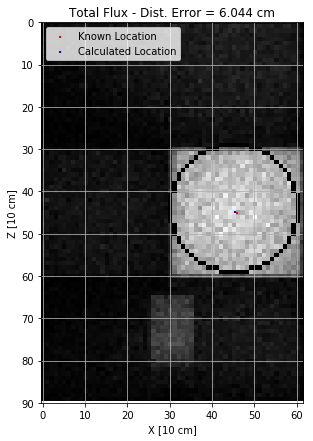 Total Flux - Dist. Error = 6.044 cm
Known Location
Calculated Location
0
10
20
30
40
50
60
70
80
90
Z [10 cm]
0 10 20 30 40 50 60
X [10 cm]